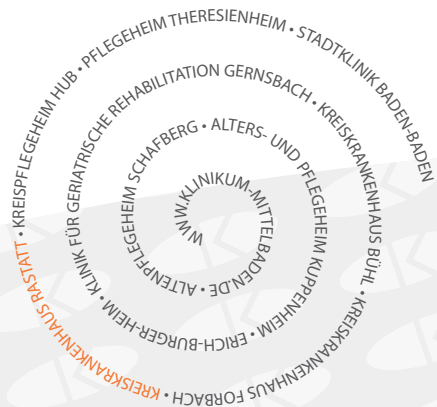 WWW.KLINIKUM-MITTELBADEN.DE • ALTENPFLEGEHEIM SCHAFBERG • ALTERS- UND PFLEGEHEIM KUPPENHEIM • ERICH-BURGER-HEIM • KLINIK FÜR GERIATRISCHE REHABILITATION GERNSBACH • KREISKRANKENHAUS BÜHL • KREISKRANKENHAUS FORBACH • KREISKRANKENHAUS RASTATT • KREISPFLEGEHEIM HUB • PFLEGEHEIM THERESIENHEIM • STADTKLINIK BADEN-BADEN